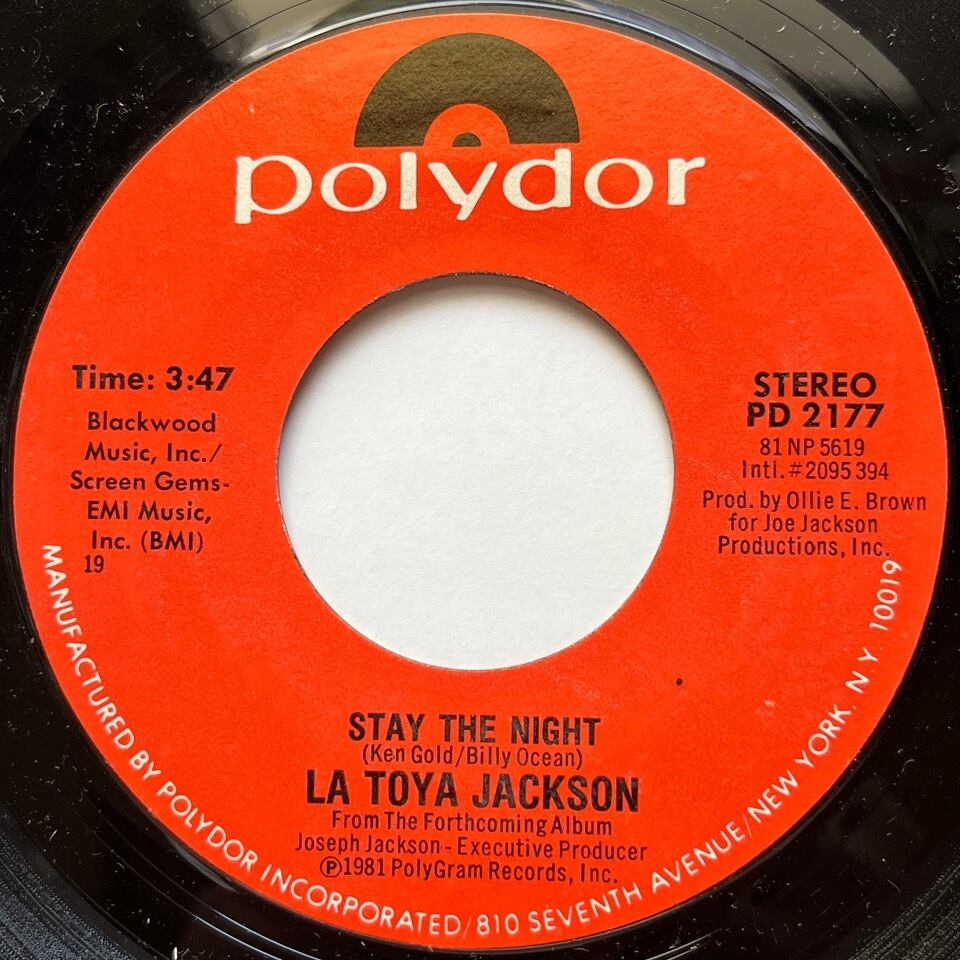 polydor
Time: 3:47
Blackwood
Music, Inc./
Screen Gems-
EMI Music,
Inc. (BMI)
19
STEREO
PD 2177
81 NP 5619
Intl. #2095 394
Prod. by Ollie E. Brown
for Joe Jackson
Productions, Inc.
STAY THE NIGHT
(Ken Gold/Billy Ocean)
LA TOYA JACKSON
From The Forthcoming Album
Joseph Jackson - Executive Producer
Ⓟ1981 PolyGram Records, Inc.
MANUFACTURED BY POLYDOR INCORPORATED/810 SEVENTH AVENUE/NEW YORK, N Y 10019